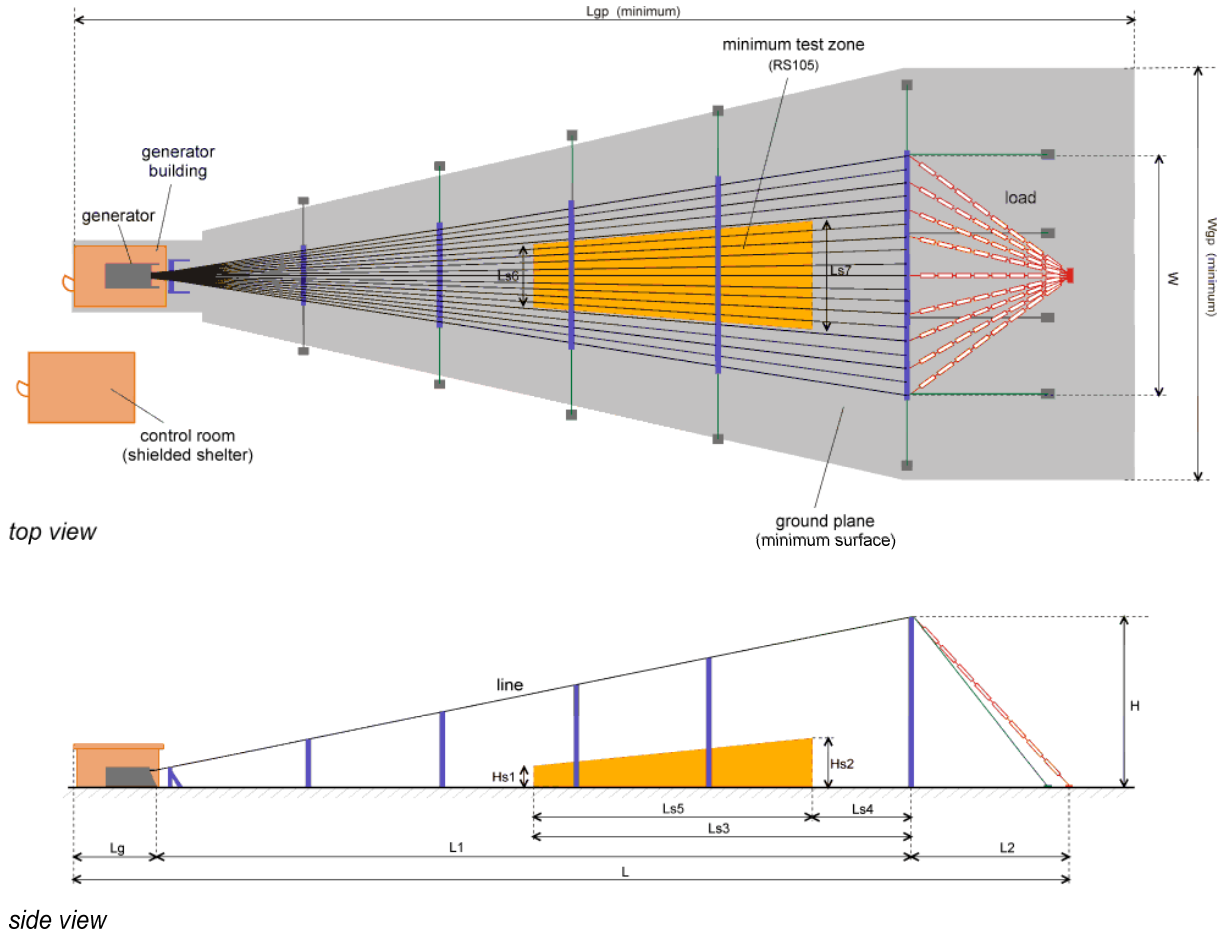 Lgp (minimum)
minimum test zone
(RS105)
generator
building
generator
load
Ls6
Ls7
W
Wgp (minimum)
control room
(shielded shelter)
ground plane
(minimum surface)
top view
line
H
Hs1
Hs2
Ls5
Ls4
Ls3
Lg
L1
L2
L
side view